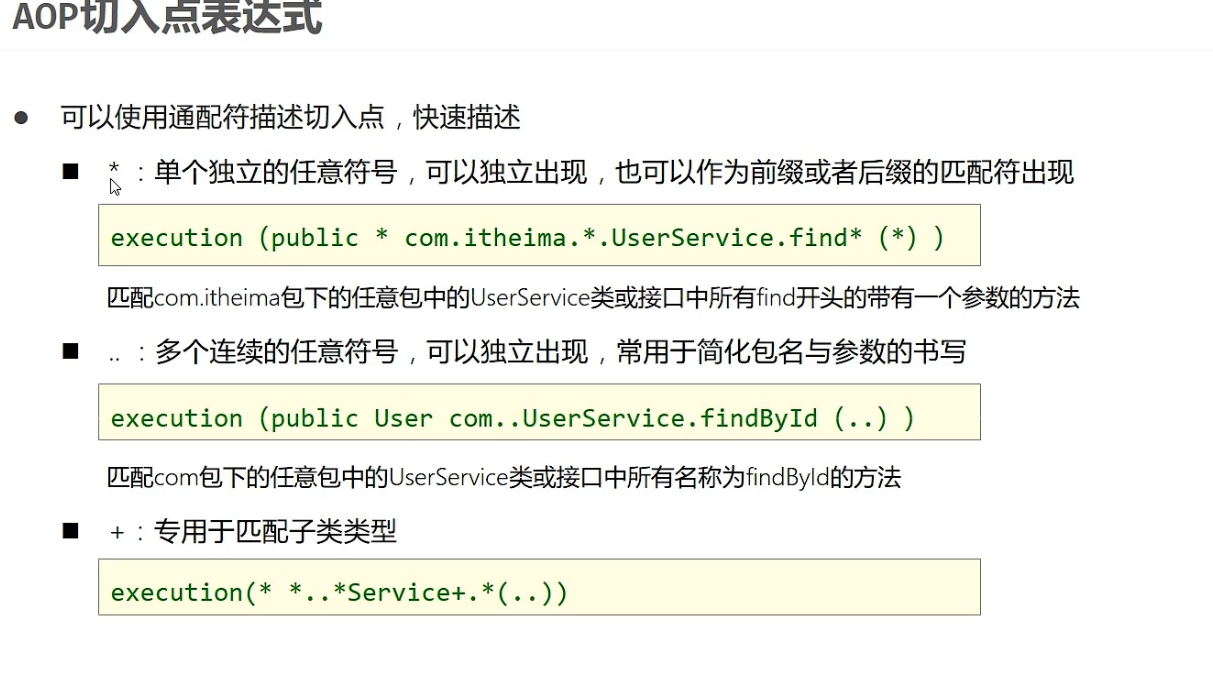 AOP切入点表达式
● 可以使用通配符描述切入点，快速描述
■ * ：单个独立的任意符号，可以独立出现，也可以作为前缀或者后缀的匹配符出现
execution (public * com.itheima.*.UserService.find* (*) )
匹配com.itheima包下的任意包中的UserService类或接口中所有find开头的带有一个参数的方法
■ .. ：多个连续的任意符号，可以独立出现，常用于简化包名与参数的书写
execution (public User com..UserService.findById (..) )
匹配com包下的任意包中的UserService类或接口中所有名称为findById的方法
■ + ：专用于匹配子类类型
execution(* *..*Service+.*(..))